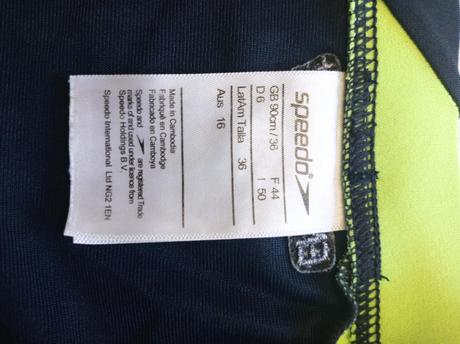 speedo
GB 90cm/36 F 44
D 6 I 50
LatAm Talla 36
Aus 16
Made in Cambodia
Fabriqué en Cambodge
Fabricado en Camboya
Speedo and are registered Trade
marks of and used under licence from
Speedo Holdings B.V.
Speedo International Ltd NG2 1EN